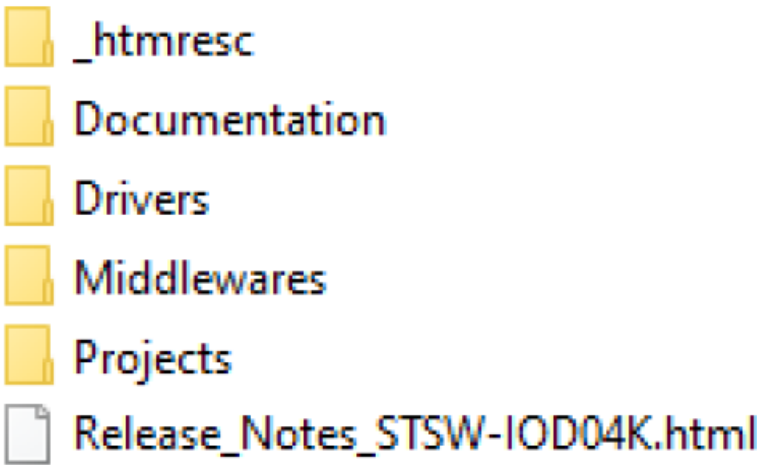 _htmresc
Documentation
Drivers
Middlewares
Projects
Release_Notes_STSW-IOD04K.html